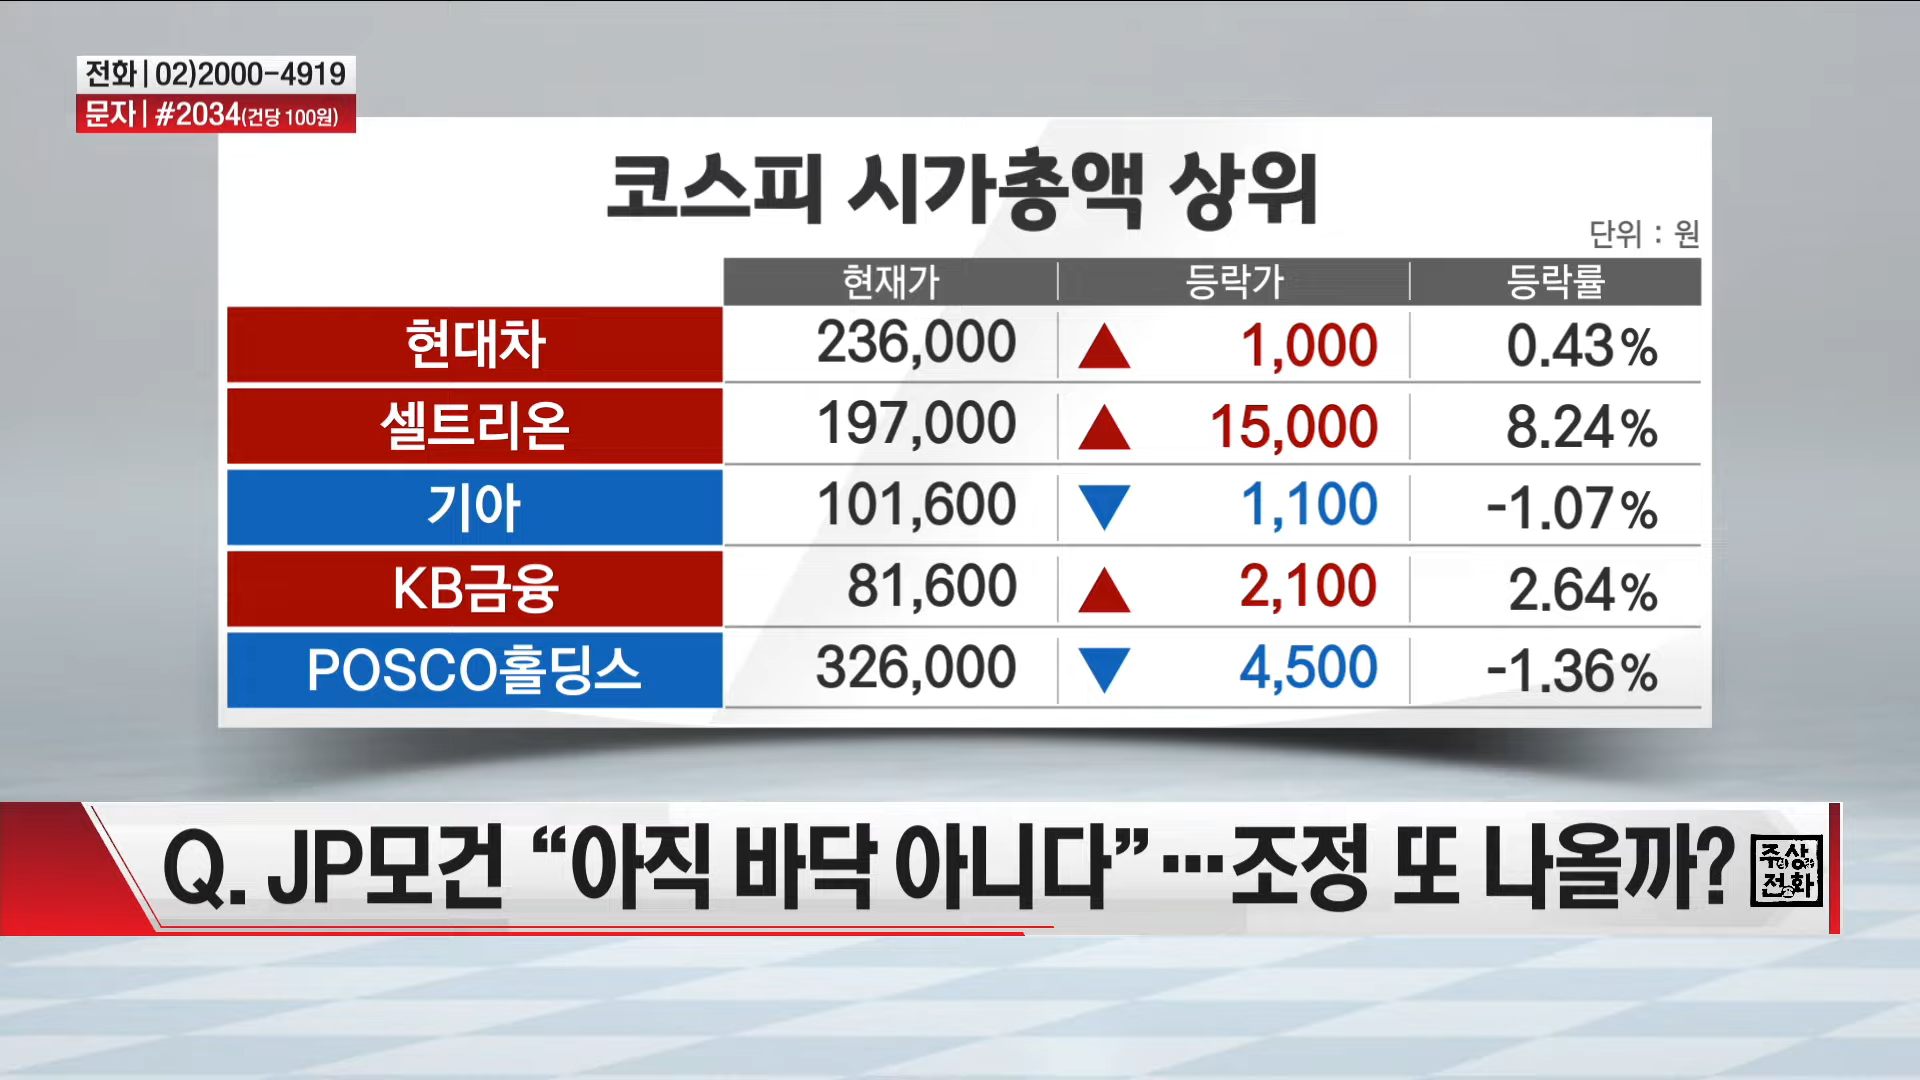 전화 | 02)2000-4919
문자 | #2034(건당 100원)
코스피 시가총액 상위
단위 : 원
현재가 등락가 등락률
현대차 236,000 ▲ 1,000 0.43%
셀트리온 197,000 ▲ 15,000 8.24%
기아 101,600 ▼ 1,100 -1.07%
KB금융 81,600 ▲ 2,100 2.64%
POSCO홀딩스 326,000 ▼ 4,500 -1.36%
Q. JP모건 “아직 바닥 아니다”…조정 또 나올까?
주상
전화